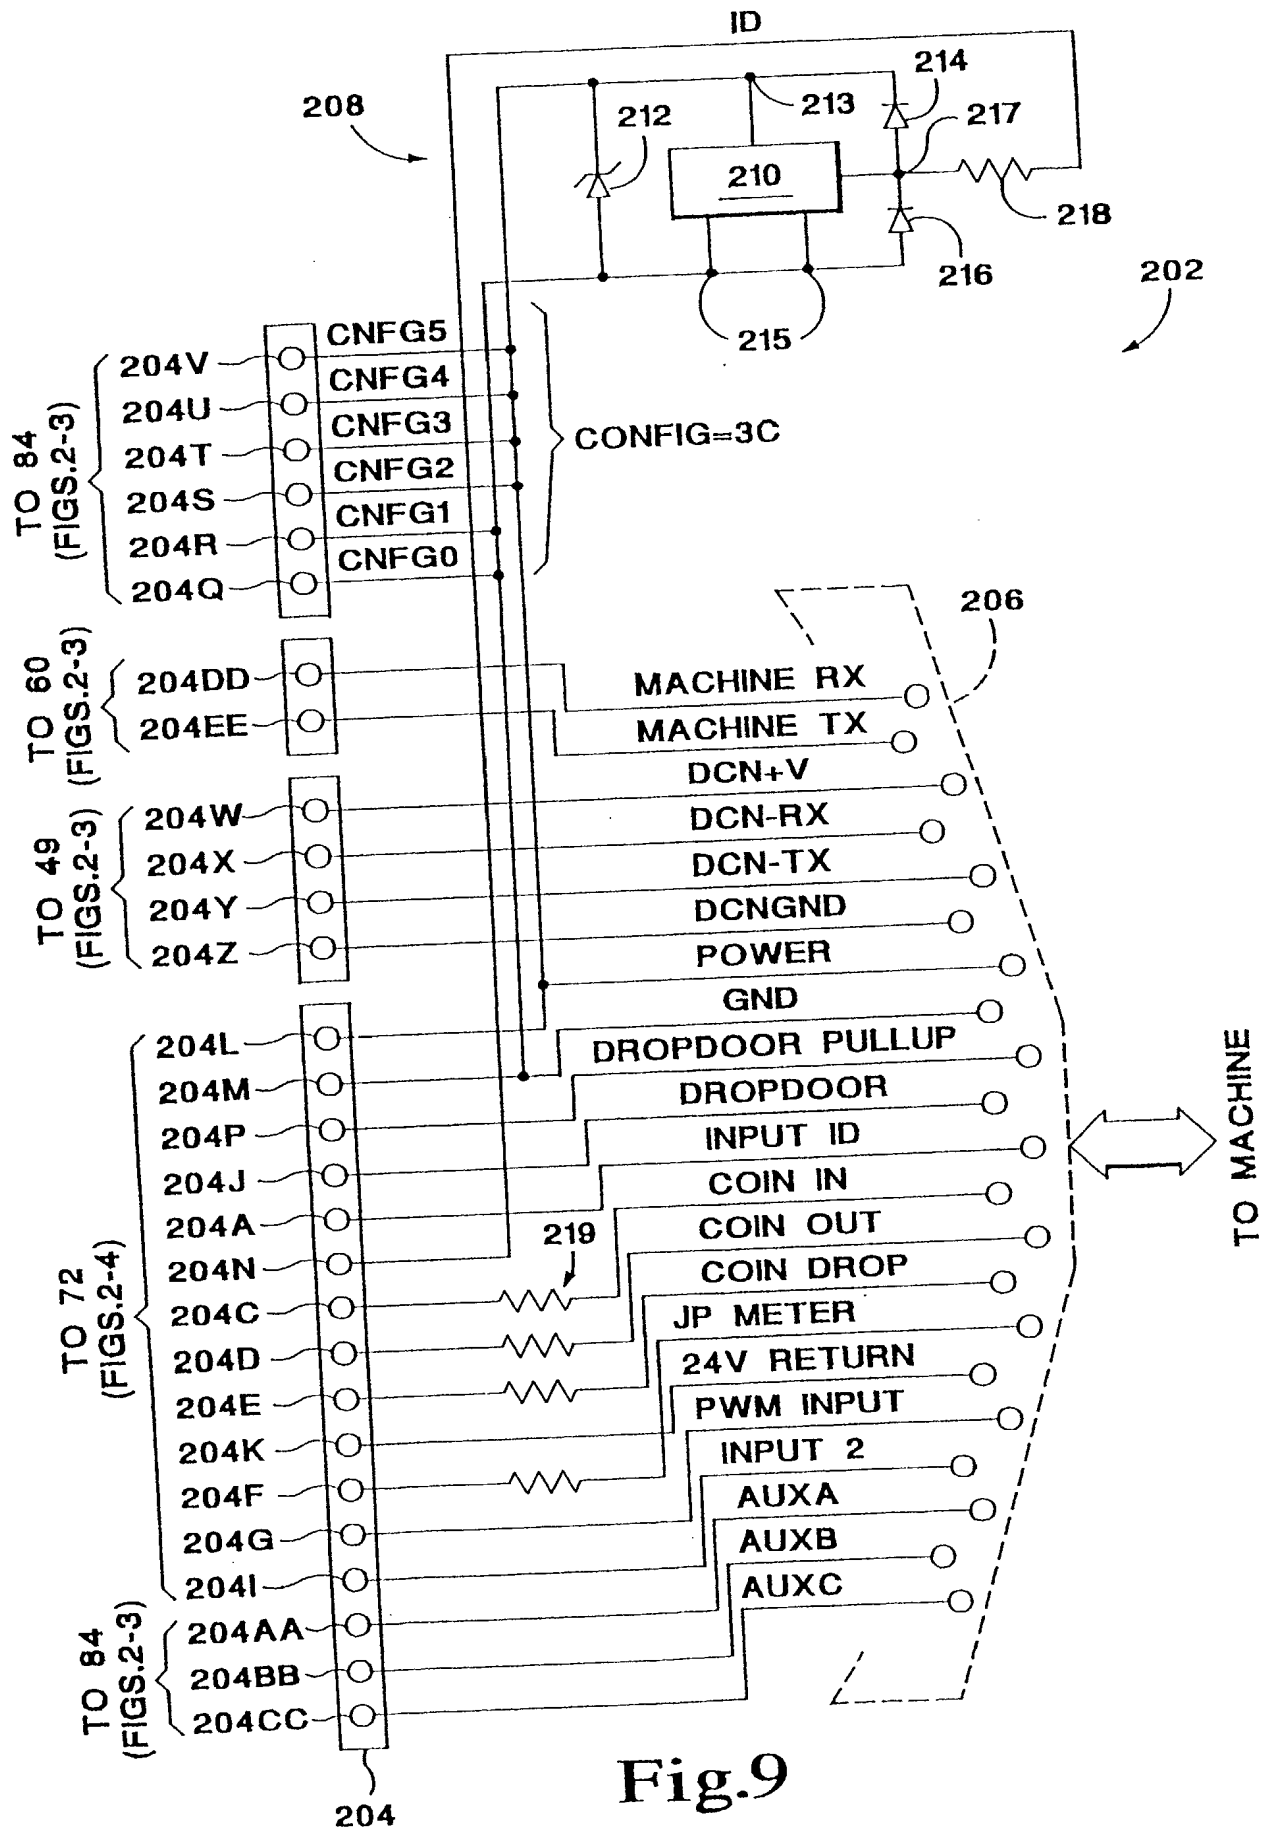 ID
208
212
213
214
217
210
218
216
215
202
CNFG5
204V
CNFG4
204U
CNFG3
204T
CNFG2
204S
CNFG1
204R
CNFG0
204Q
TO 84
(FIGS.2-3)
CONFIG=3C
206
TO 60
(FIGS.2-3)
204DD
MACHINE RX
204EE
MACHINE TX
TO 49
(FIGS.2-3)
204W
DCN+V
204X
DCN-RX
204Y
DCN-TX
204Z
DCNGND
POWER
204L
GND
204M
DROPDOOR PULLUP
204P
DROPDOOR
204J
INPUT ID
204A
COIN IN
204N
219
COIN OUT
204C
COIN DROP
204D
JP METER
204E
24V RETURN
204K
PWM INPUT
204F
INPUT 2
204G
AUXA
204I
AUXB
204AA
AUXC
204BB
204CC
TO 72
(FIGS.2-4)
TO 84
(FIGS.2-3)
TO MACHINE
204
Fig.9